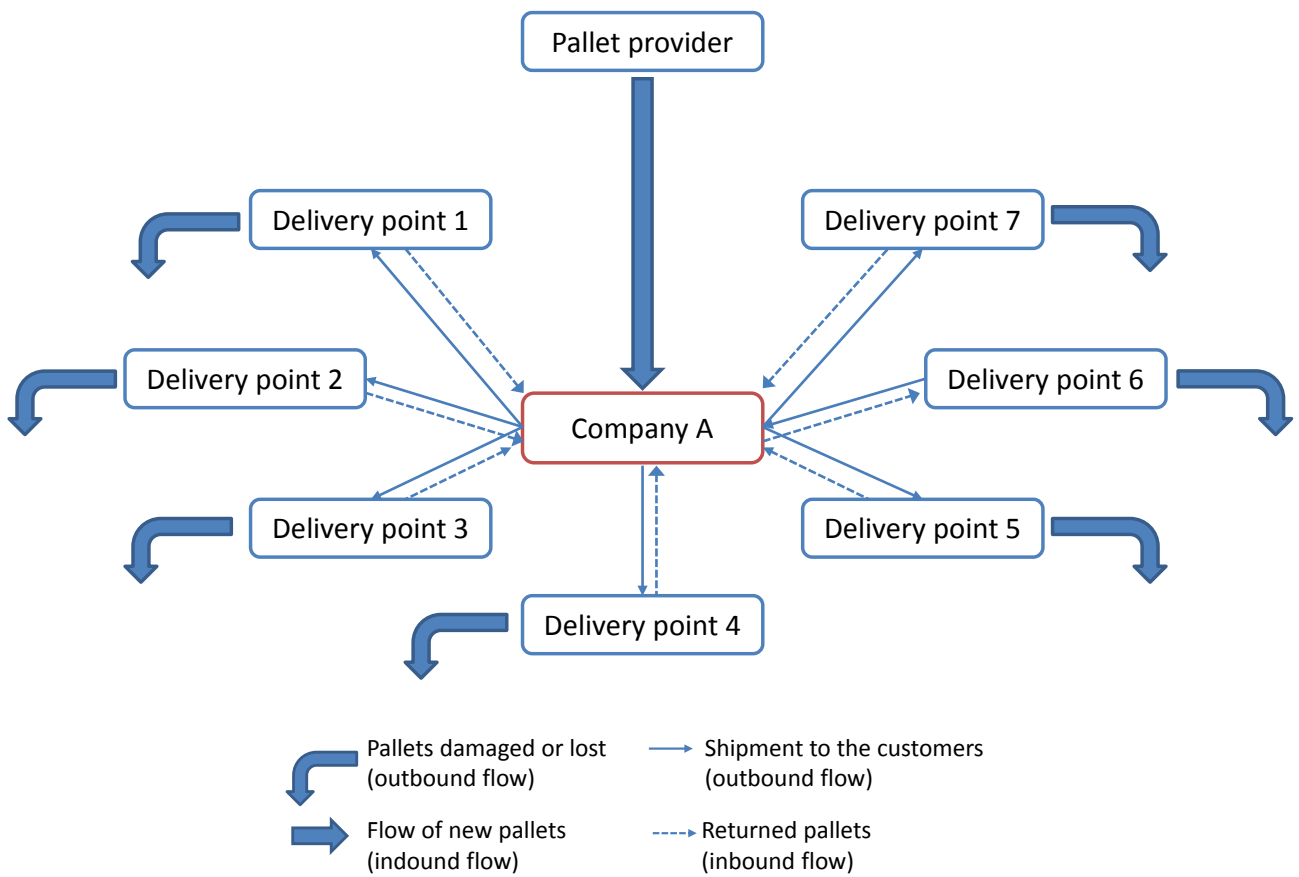 Pallet provider
Delivery point 1
Delivery point 7
Delivery point 2
Delivery point 6
Company A
Delivery point 3
Delivery point 5
Delivery point 4
Pallets damaged or lost
(outbound flow)
Shipment to the customers
(outbound flow)
Flow of new pallets
(indound flow)
Returned pallets
(inbound flow)